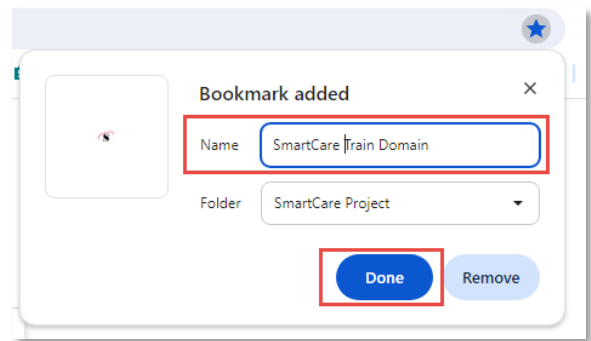 Bookmark added
Name SmartCare Train Domain
Folder SmartCare Project
Done Remove